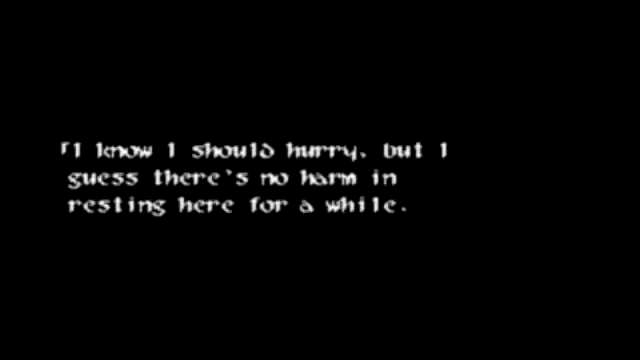 「I know I should hurry, but I
guess there's no harm in
resting here for a while.